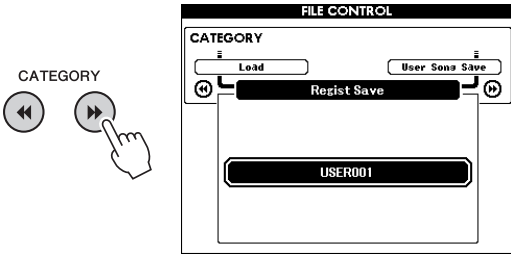 FILE CONTROL
CATEGORY
Load
User Song Save
Regist Save
USER001
CATEGORY